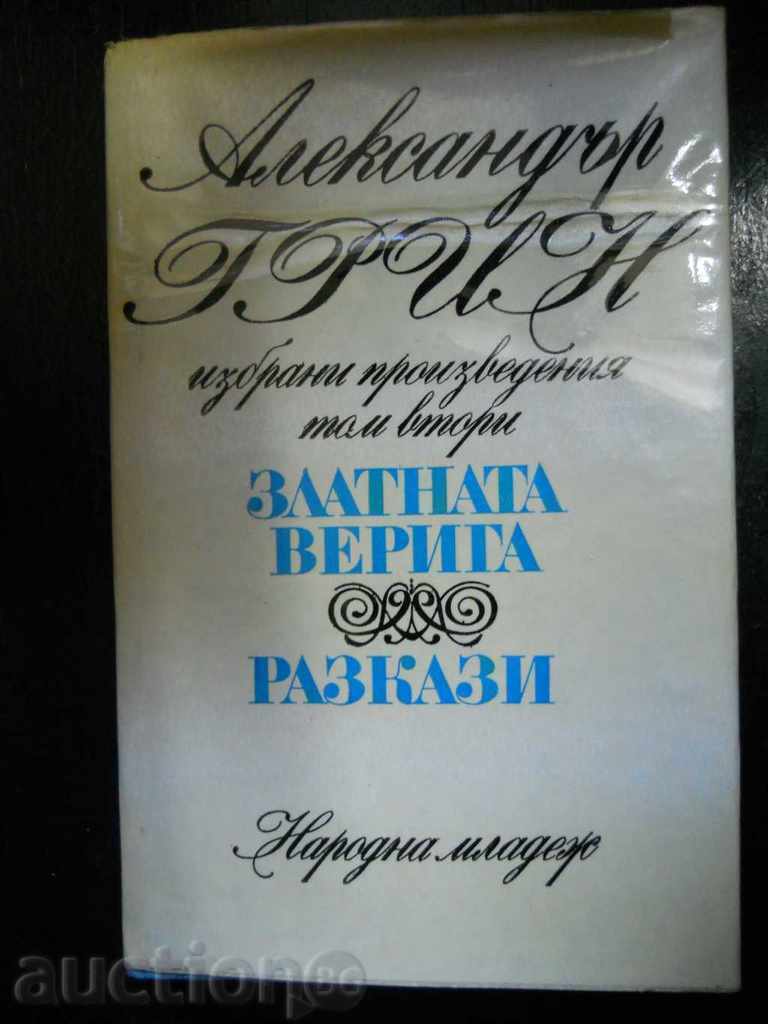 Александър
ГРИН
избрани произведения
том втори
ЗЛАТНАТА
ВЕРИГА
РАЗКАЗИ
Народна младеж
auction.bg